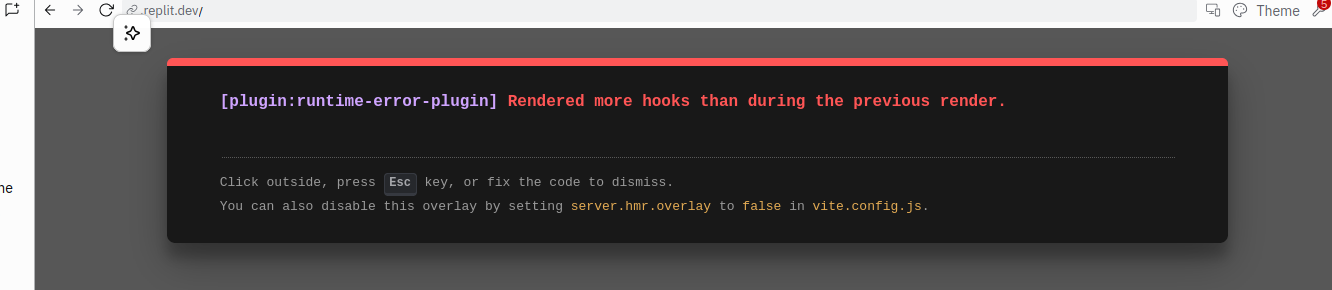 .replit.dev/
Theme
5
[plugin:runtime-error-plugin] Rendered more hooks than during the previous render.
Click outside, press Esc key, or fix the code to dismiss.
You can also disable this overlay by setting server.hmr.overlay to false in vite.config.js.